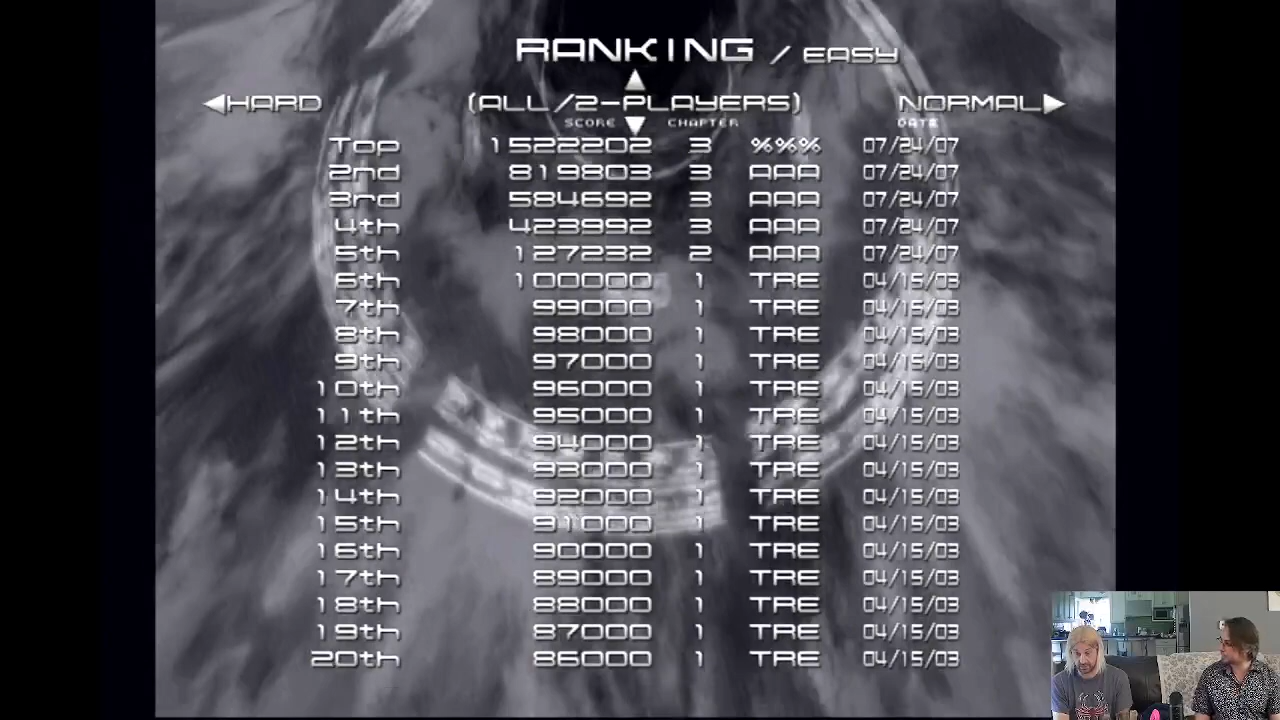 RANKING / EASY
HARD (ALL/2-PLAYERS) NORMAL
SCORE CHAPTER DATE
Top 1522202 3 %%% 07/24/07
2nd 819803 3 AAA 07/24/07
3rd 584692 3 AAA 07/24/07
4th 423992 3 AAA 07/24/07
5th 127232 2 AAA 07/24/07
6th 100000 1 TRE 04/15/03
7th 99000 1 TRE 04/15/03
8th 98000 1 TRE 04/15/03
9th 97000 1 TRE 04/15/03
10th 96000 1 TRE 04/15/03
11th 95000 1 TRE 04/15/03
12th 94000 1 TRE 04/15/03
13th 93000 1 TRE 04/15/03
14th 92000 1 TRE 04/15/03
15th 91000 1 TRE 04/15/03
16th 90000 1 TRE 04/15/03
17th 89000 1 TRE 04/15/03
18th 88000 1 TRE 04/15/03
19th 87000 1 TRE 04/15/03
20th 86000 1 TRE 04/15/03